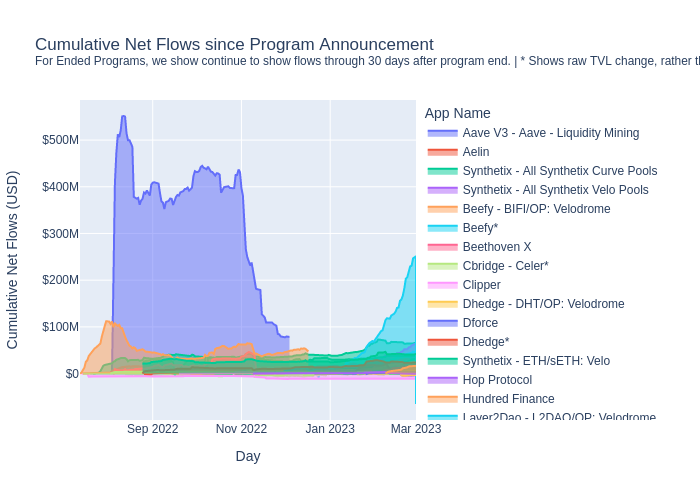 Cumulative Net Flows since Program Announcement
For Ended Programs, we show continue to show flows through 30 days after program end. | * Shows raw TVL change, rather
Cumulative Net Flows (USD)
$500M
$400M
$300M
$200M
$100M
$0
Sep 2022
Nov 2022
Jan 2023
Mar 2023
Day
App Name
Aave V3 - Aave - Liquidity Mining
Aelin
Synthetix - All Synthetix Curve Pools
Synthetix - All Synthetix Velo Pools
Beefy - BIFI/OP: Velodrome
Beefy*
Beethoven X
Cbridge - Celer*
Clipper
Dhedge - DHT/OP: Velodrome
Dforce
Dhedge*
Synthetix - ETH/sETH: Velo
Hop Protocol
Hundred Finance
Layer2Dao - L2DAO/OP: Velodrome